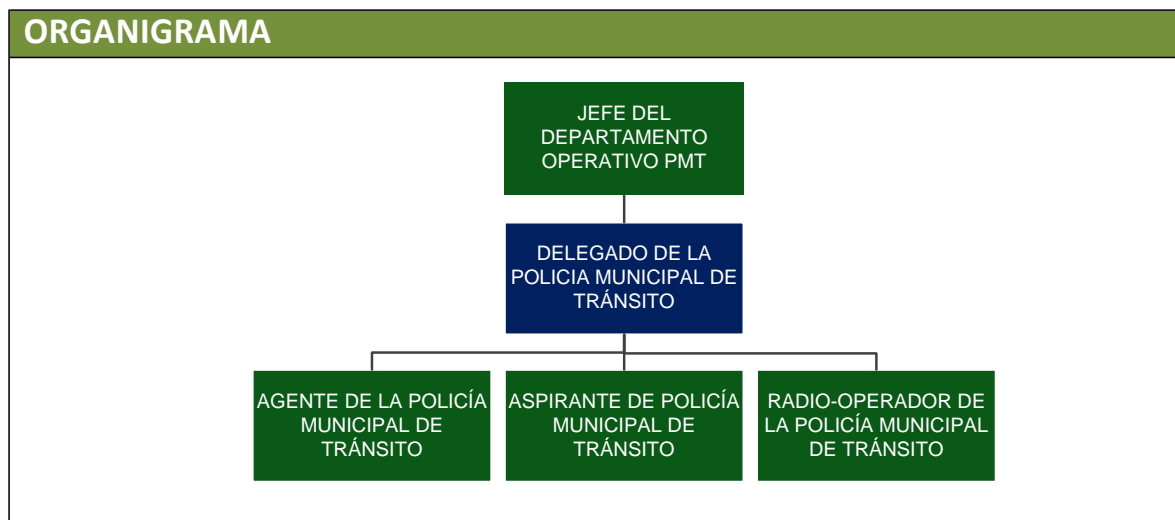 ORGANIGRAMA
JEFE DEL
DEPARTAMENTO
OPERATIVO PMT
DELEGADO DE LA
POLICIA MUNICIPAL DE
TRÁNSITO
AGENTE DE LA POLICÍA
MUNICIPAL DE
TRÁNSITO
ASPIRANTE DE POLICÍA
MUNICIPAL DE
TRÁNSITO
RADIO-OPERADOR DE
LA POLICÍA MUNICIPAL
DE TRÁNSITO